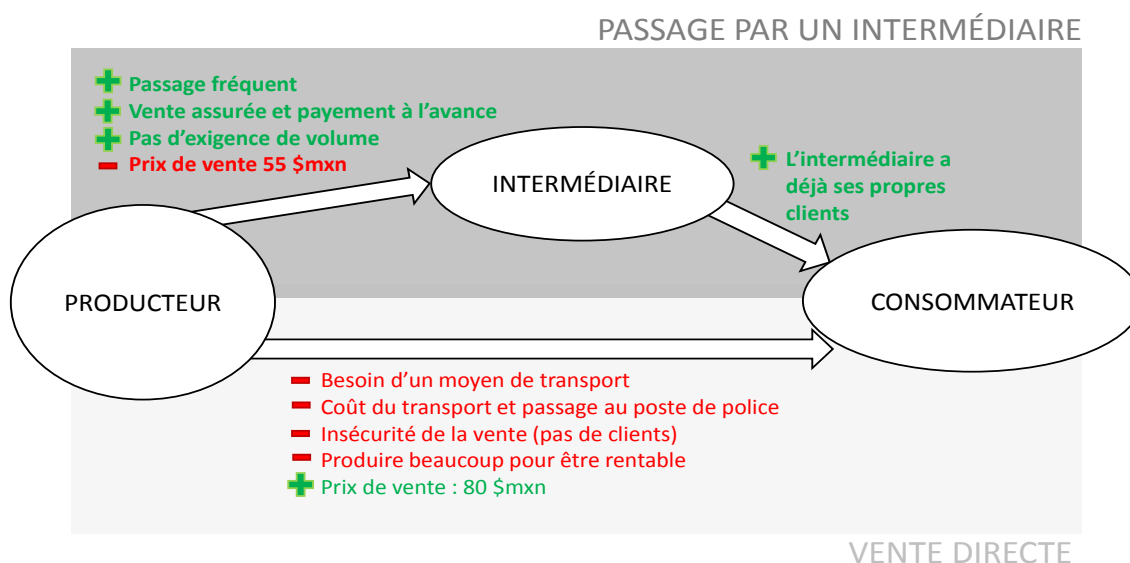 PASSAGE PAR UN INTERMÉDIAIRE
Passage fréquent
Vente assurée et payement à l’avance
Pas d’exigence de volume
Prix de vente 55 $mxn
INTERMÉDIAIRE
L’intermédiaire a
déjà ses propres
clients
PRODUCTEUR
CONSOMMATEUR
Besoin d’un moyen de transport
Coût du transport et passage au poste de police
Insécurité de la vente (pas de clients)
Produire beaucoup pour être rentable
Prix de vente : 80 $mxn
VENTE DIRECTE